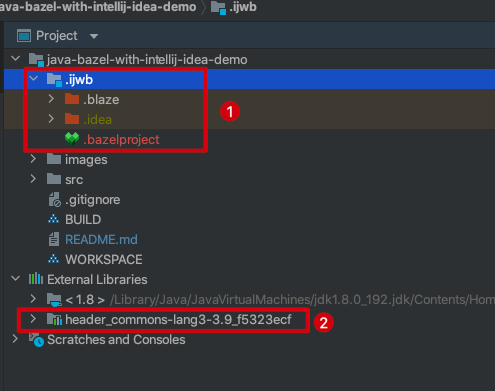 ava-bazel-with-intellij-idea-demo .ijwb
Project
java-bazel-with-intellij-idea-demo
.ijwb
.blaze
.idea
1
.bazelproject
images
src
.gitignore
BUILD
README.md
WORKSPACE
External Libraries
< 1.8 > /Library/Java/JavaVirtualMachines/jdk1.8.0_192.jdk/Contents/Hom
header_commons-lang3-3.9_f5323ecf
2
Scratches and Consoles